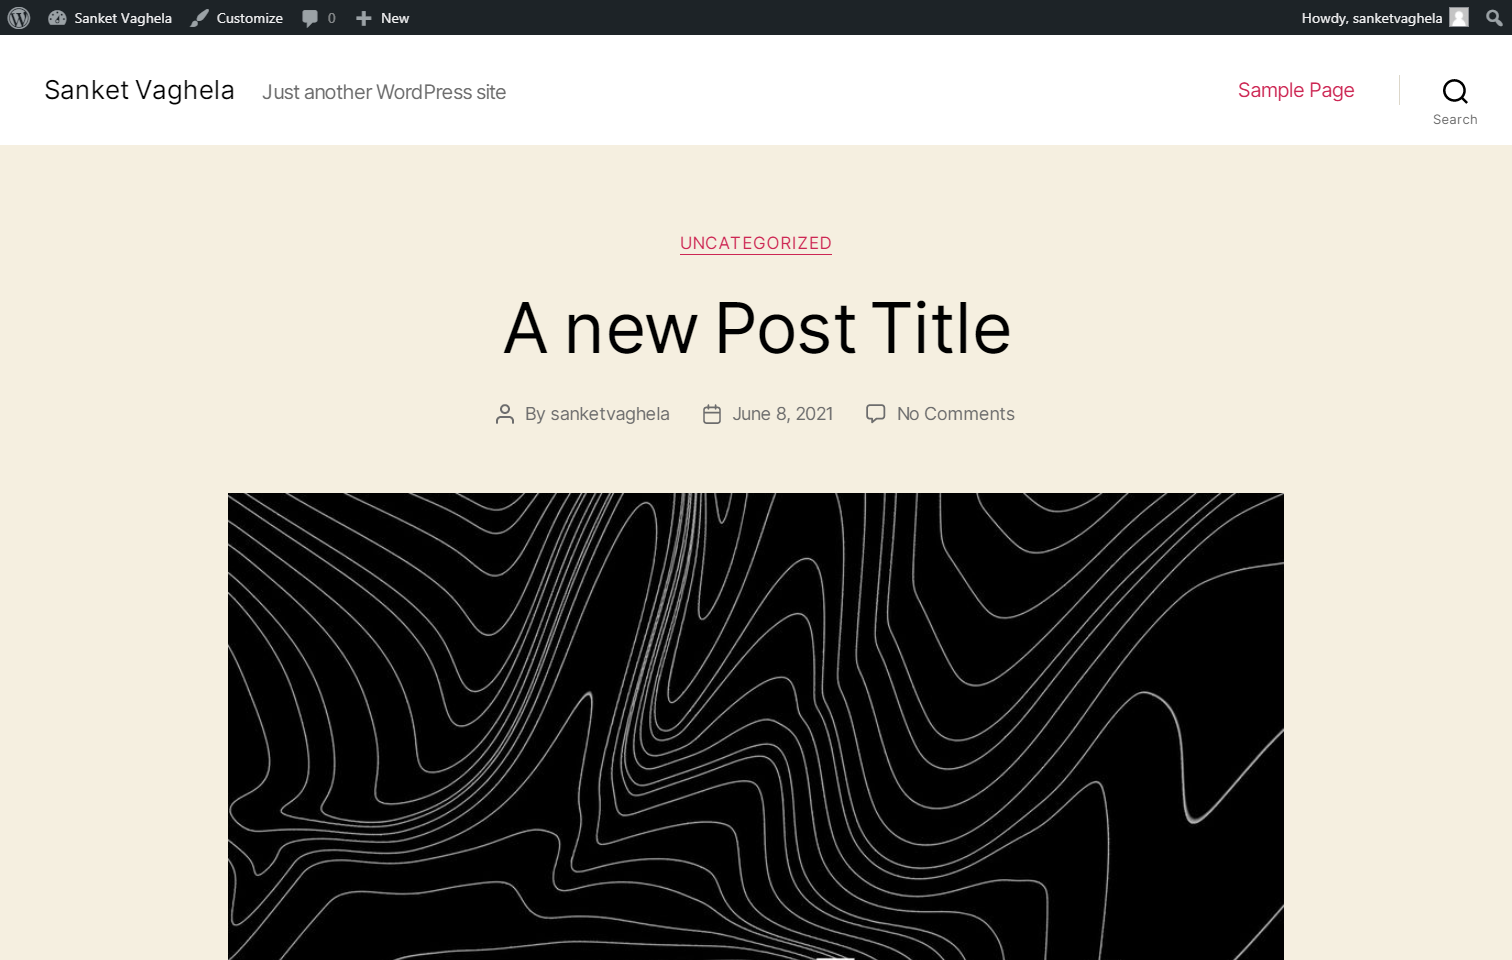 Sanket Vaghela Customize 0 New Howdy, sanketvaghela
Sanket Vaghela Just another WordPress site Sample Page
Search
UNCATEGORIZED
A new Post Title
By sanketvaghela June 8, 2021 No Comments